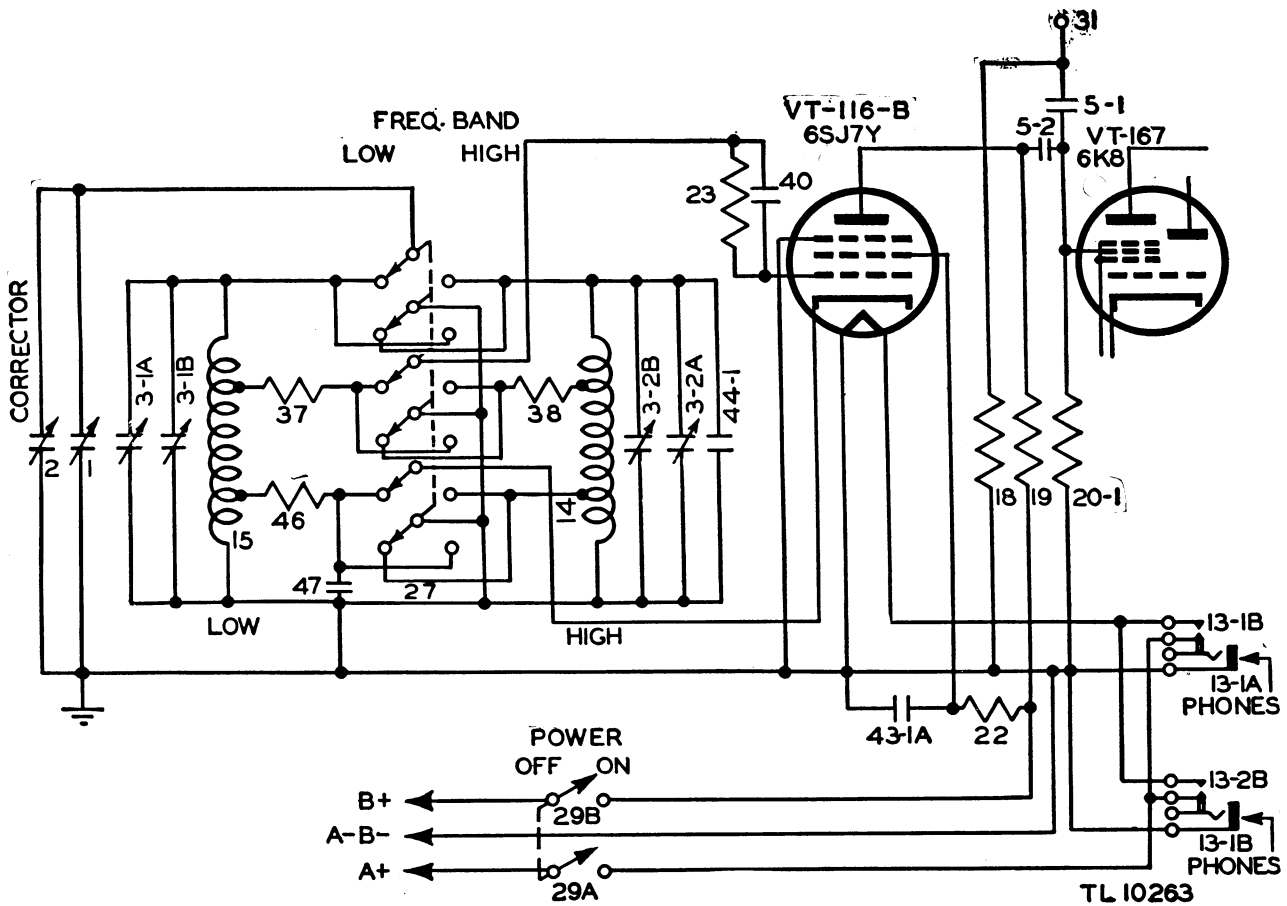 31
VT-116-B
6SJ7Y
5-1
5-2
VT-167
6K8
FREQ. BAND
LOW HIGH
23
40
CORRECTOR
3-1A
3-1B
37
38
3-2B
3-2A
44-1
2
1
46
15
14
18
19
20-1
47
27
LOW
HIGH
13-1B
13-1A
PHONES
43-1A
22
POWER
OFF ON
B+
29B
A-B-
A+
29A
13-2B
13-1B
PHONES
TL 10263